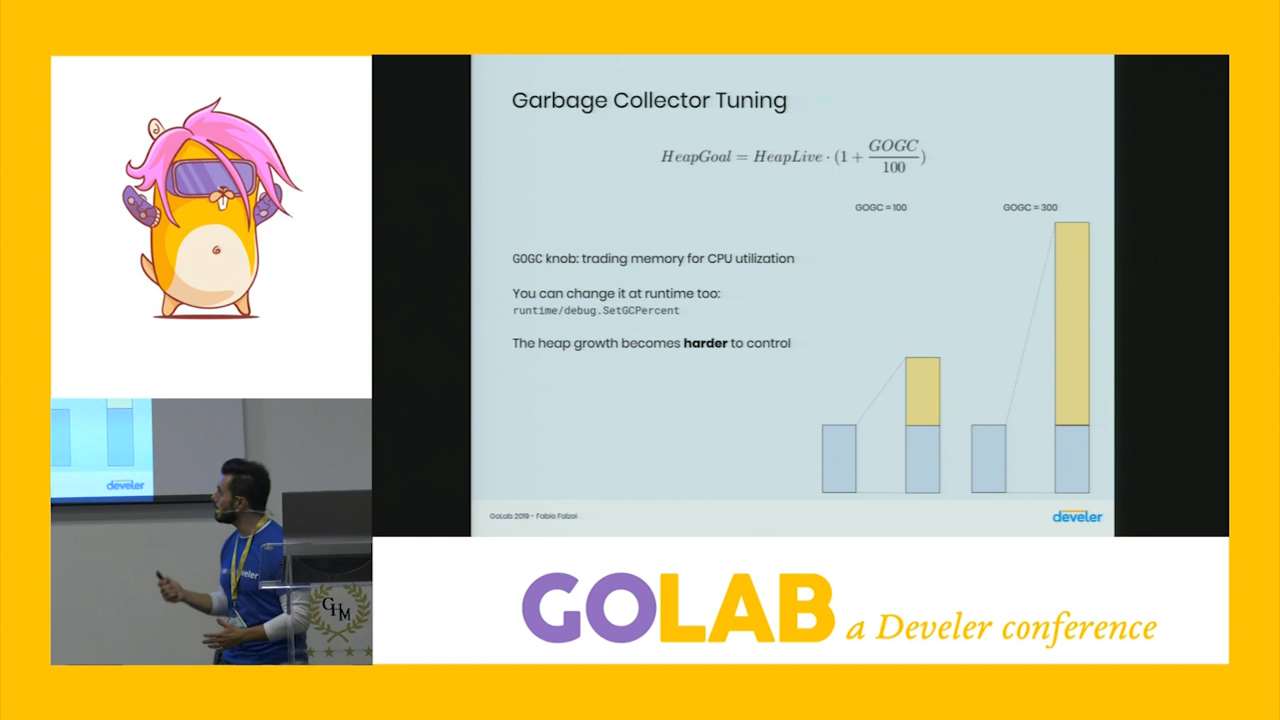 Garbage Collector Tuning
HeapGoal = HeapLive · (1 + GOGC/100)
GOGC = 100
GOGC = 300
GOGC knob: trading memory for CPU utilization
You can change it at runtime too:
runtime/debug.SetGCPercent
The heap growth becomes harder to control
GoLab 2019 - Fabio Falzoi
develer
develer
develer
GHM
GOLAB a Develer conference